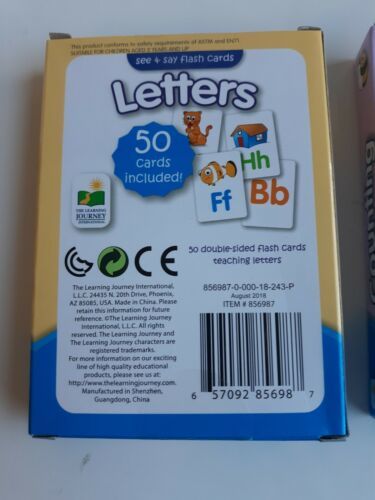 This product conforms to safety requirements of ASTM and EN71.
SUITABLE FOR CHILDREN AGED 3 YEARS AND UP
see & say flash cards
Letters
50
cards
included!
Hh
Ff
Bb
THE LEARNING
JOURNEY
INTERNATIONAL
CE
50 double-sided flash cards
teaching letters
The Learning Journey International,
L.L.C. 24435 N. 20th Drive, Phoenix,
AZ 85085, USA. Made in China. Please
retain this information for future
reference. ©The Learning Journey
International, L.L.C. All rights
reserved. The Learning Journey and
The Learning Journey characters are
registered trademarks.
For more information on our exciting
line of high quality educational
products, please see us at:
http://www.thelearningjourney.com.
Manufactured in Shenzhen,
Guangdong, China
856987-0-000-18-243-P
August 2018
ITEM # 856987
6 57092 85698 7